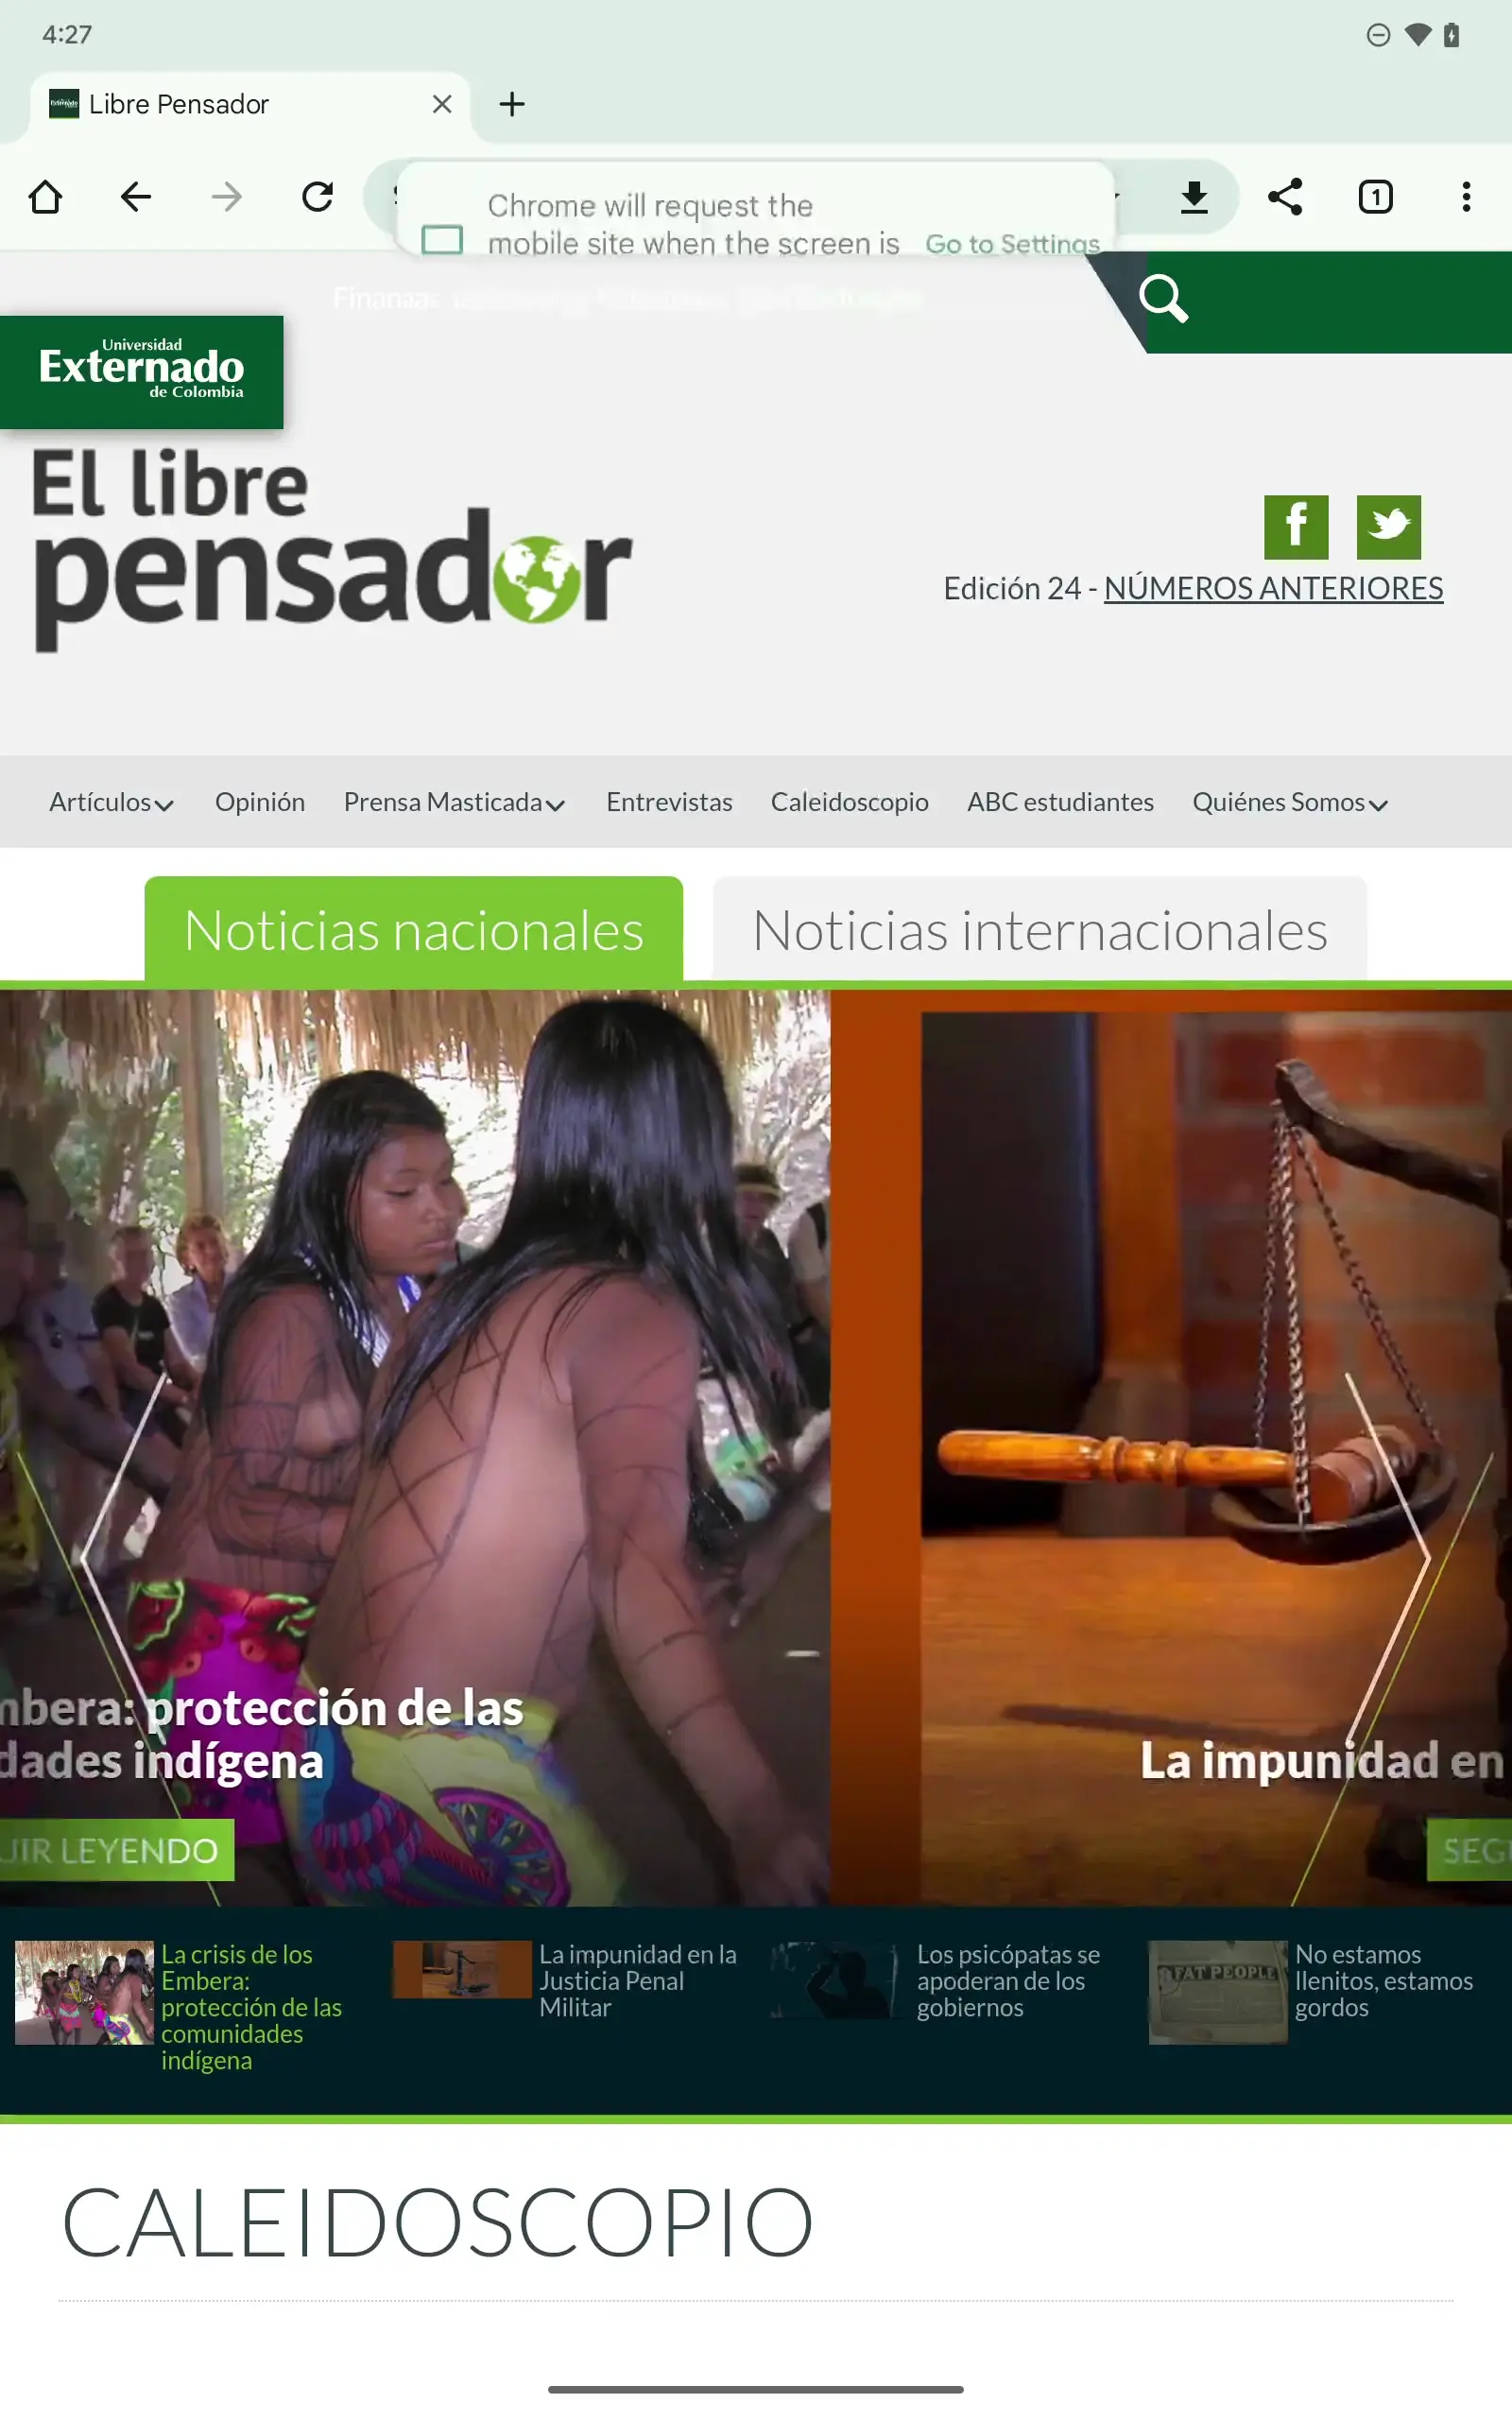 4:27
Libre Pensador
1
Chrome will request the
mobile site when the screen is
Go to Settings
Universidad
Externado
de Colombia
El libre
pensador
Edición 24 - NÚMEROS ANTERIORES
Artículos
Opinión
Prensa Masticada
Entrevistas
Caleidoscopio
ABC estudiantes
Quiénes Somos
Noticias nacionales
Noticias internacionales
mbera: protección de las
dades indígena
UIR LEYENDO
La impunidad en
SEGU
La crisis de los
Embera:
protección de las
comunidades
indígena
La impunidad en la
Justicia Penal
Militar
Los psicópatas se
apoderan de los
gobiernos
FAT PEOPLE
No estamos
llenitos, estamos
gordos
CALEIDOSCOPIO